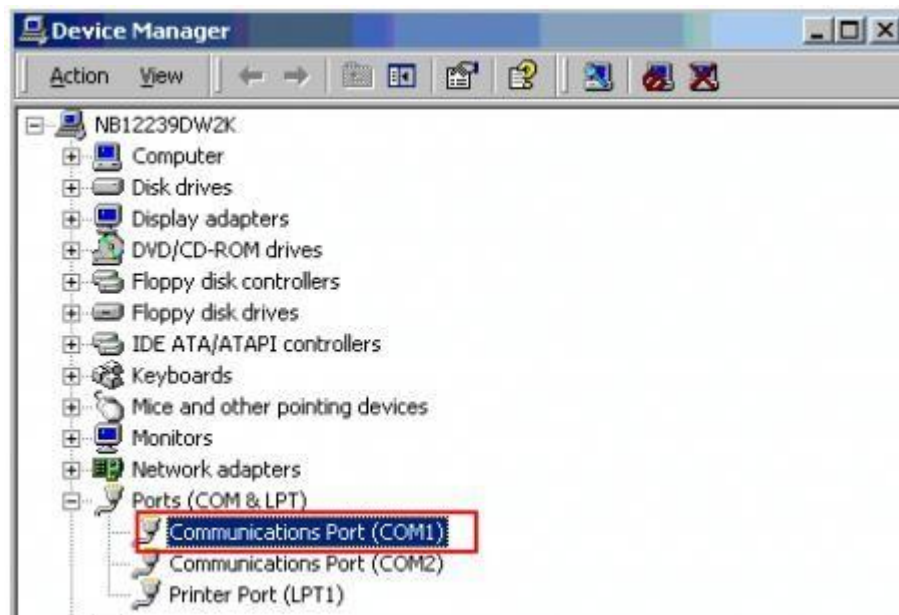 Device Manager
Action View
NB12239DW2K
Computer
Disk drives
Display adapters
DVD/CD-ROM drives
Floppy disk controllers
Floppy disk drives
IDE ATA/ATAPI controllers
Keyboards
Mice and other pointing devices
Monitors
Network adapters
Ports (COM & LPT)
Communications Port (COM1)
Communications Port (COM2)
Printer Port (LPT1)